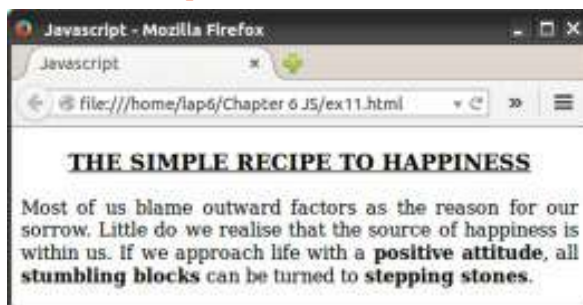 Javascript - Mozilla Firefox
Javascript
file:///home/lap6/Chapter 6 JS/ex11.html
THE SIMPLE RECIPE TO HAPPINESS
Most of us blame outward factors as the reason for our
sorrow. Little do we realise that the source of happiness is
within us. If we approach life with a positive attitude, all
stumbling blocks can be turned to stepping stones.